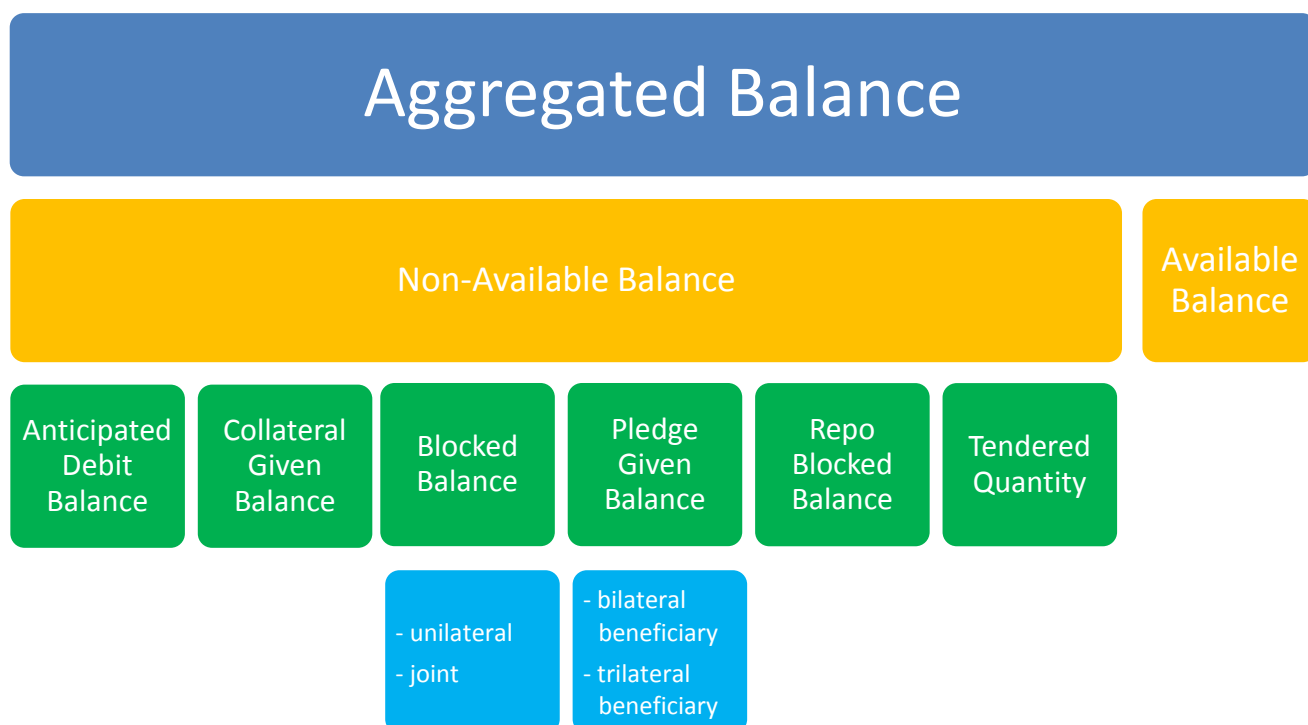 Aggregated Balance
Non-Available Balance
Available
Balance
Anticipated
Debit
Balance
Collateral
Given
Balance
Blocked
Balance
Pledge
Given
Balance
Repo
Blocked
Balance
Tendered
Quantity
- unilateral
- joint
- bilateral
beneficiary
- trilateral
beneficiary